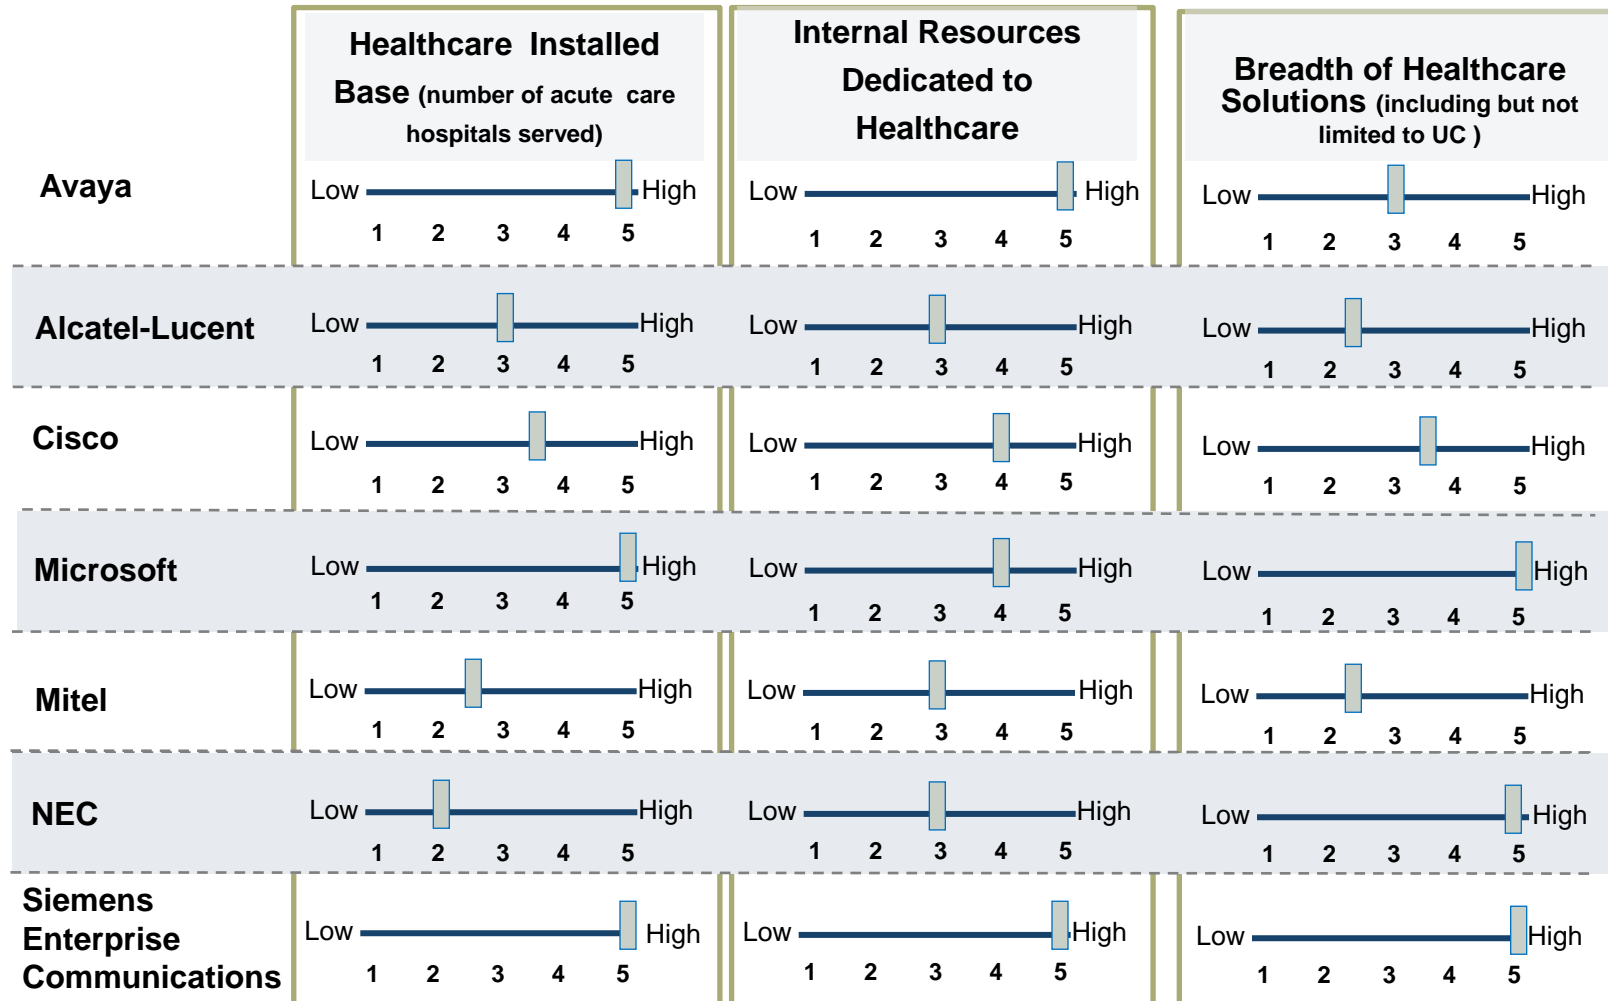 Healthcare Installed
Base (number of acute care
hospitals served)
Internal Resources
Dedicated to
Healthcare
Breadth of Healthcare
Solutions (including but not
limited to UC )
Avaya
Low High
1 2 3 4 5
Low High
1 2 3 4 5
Low High
1 2 3 4 5
Alcatel-Lucent
Low High
1 2 3 4 5
Low High
1 2 3 4 5
Low High
1 2 3 4 5
Cisco
Low High
1 2 3 4 5
Low High
1 2 3 4 5
Low High
1 2 3 4 5
Microsoft
Low High
1 2 3 4 5
Low High
1 2 3 4 5
Low High
1 2 3 4 5
Mitel
Low High
1 2 3 4 5
Low High
1 2 3 4 5
Low High
1 2 3 4 5
NEC
Low High
1 2 3 4 5
Low High
1 2 3 4 5
Low High
1 2 3 4 5
Siemens
Enterprise
Communications
Low High
1 2 3 4 5
Low High
1 2 3 4 5
Low High
1 2 3 4 5